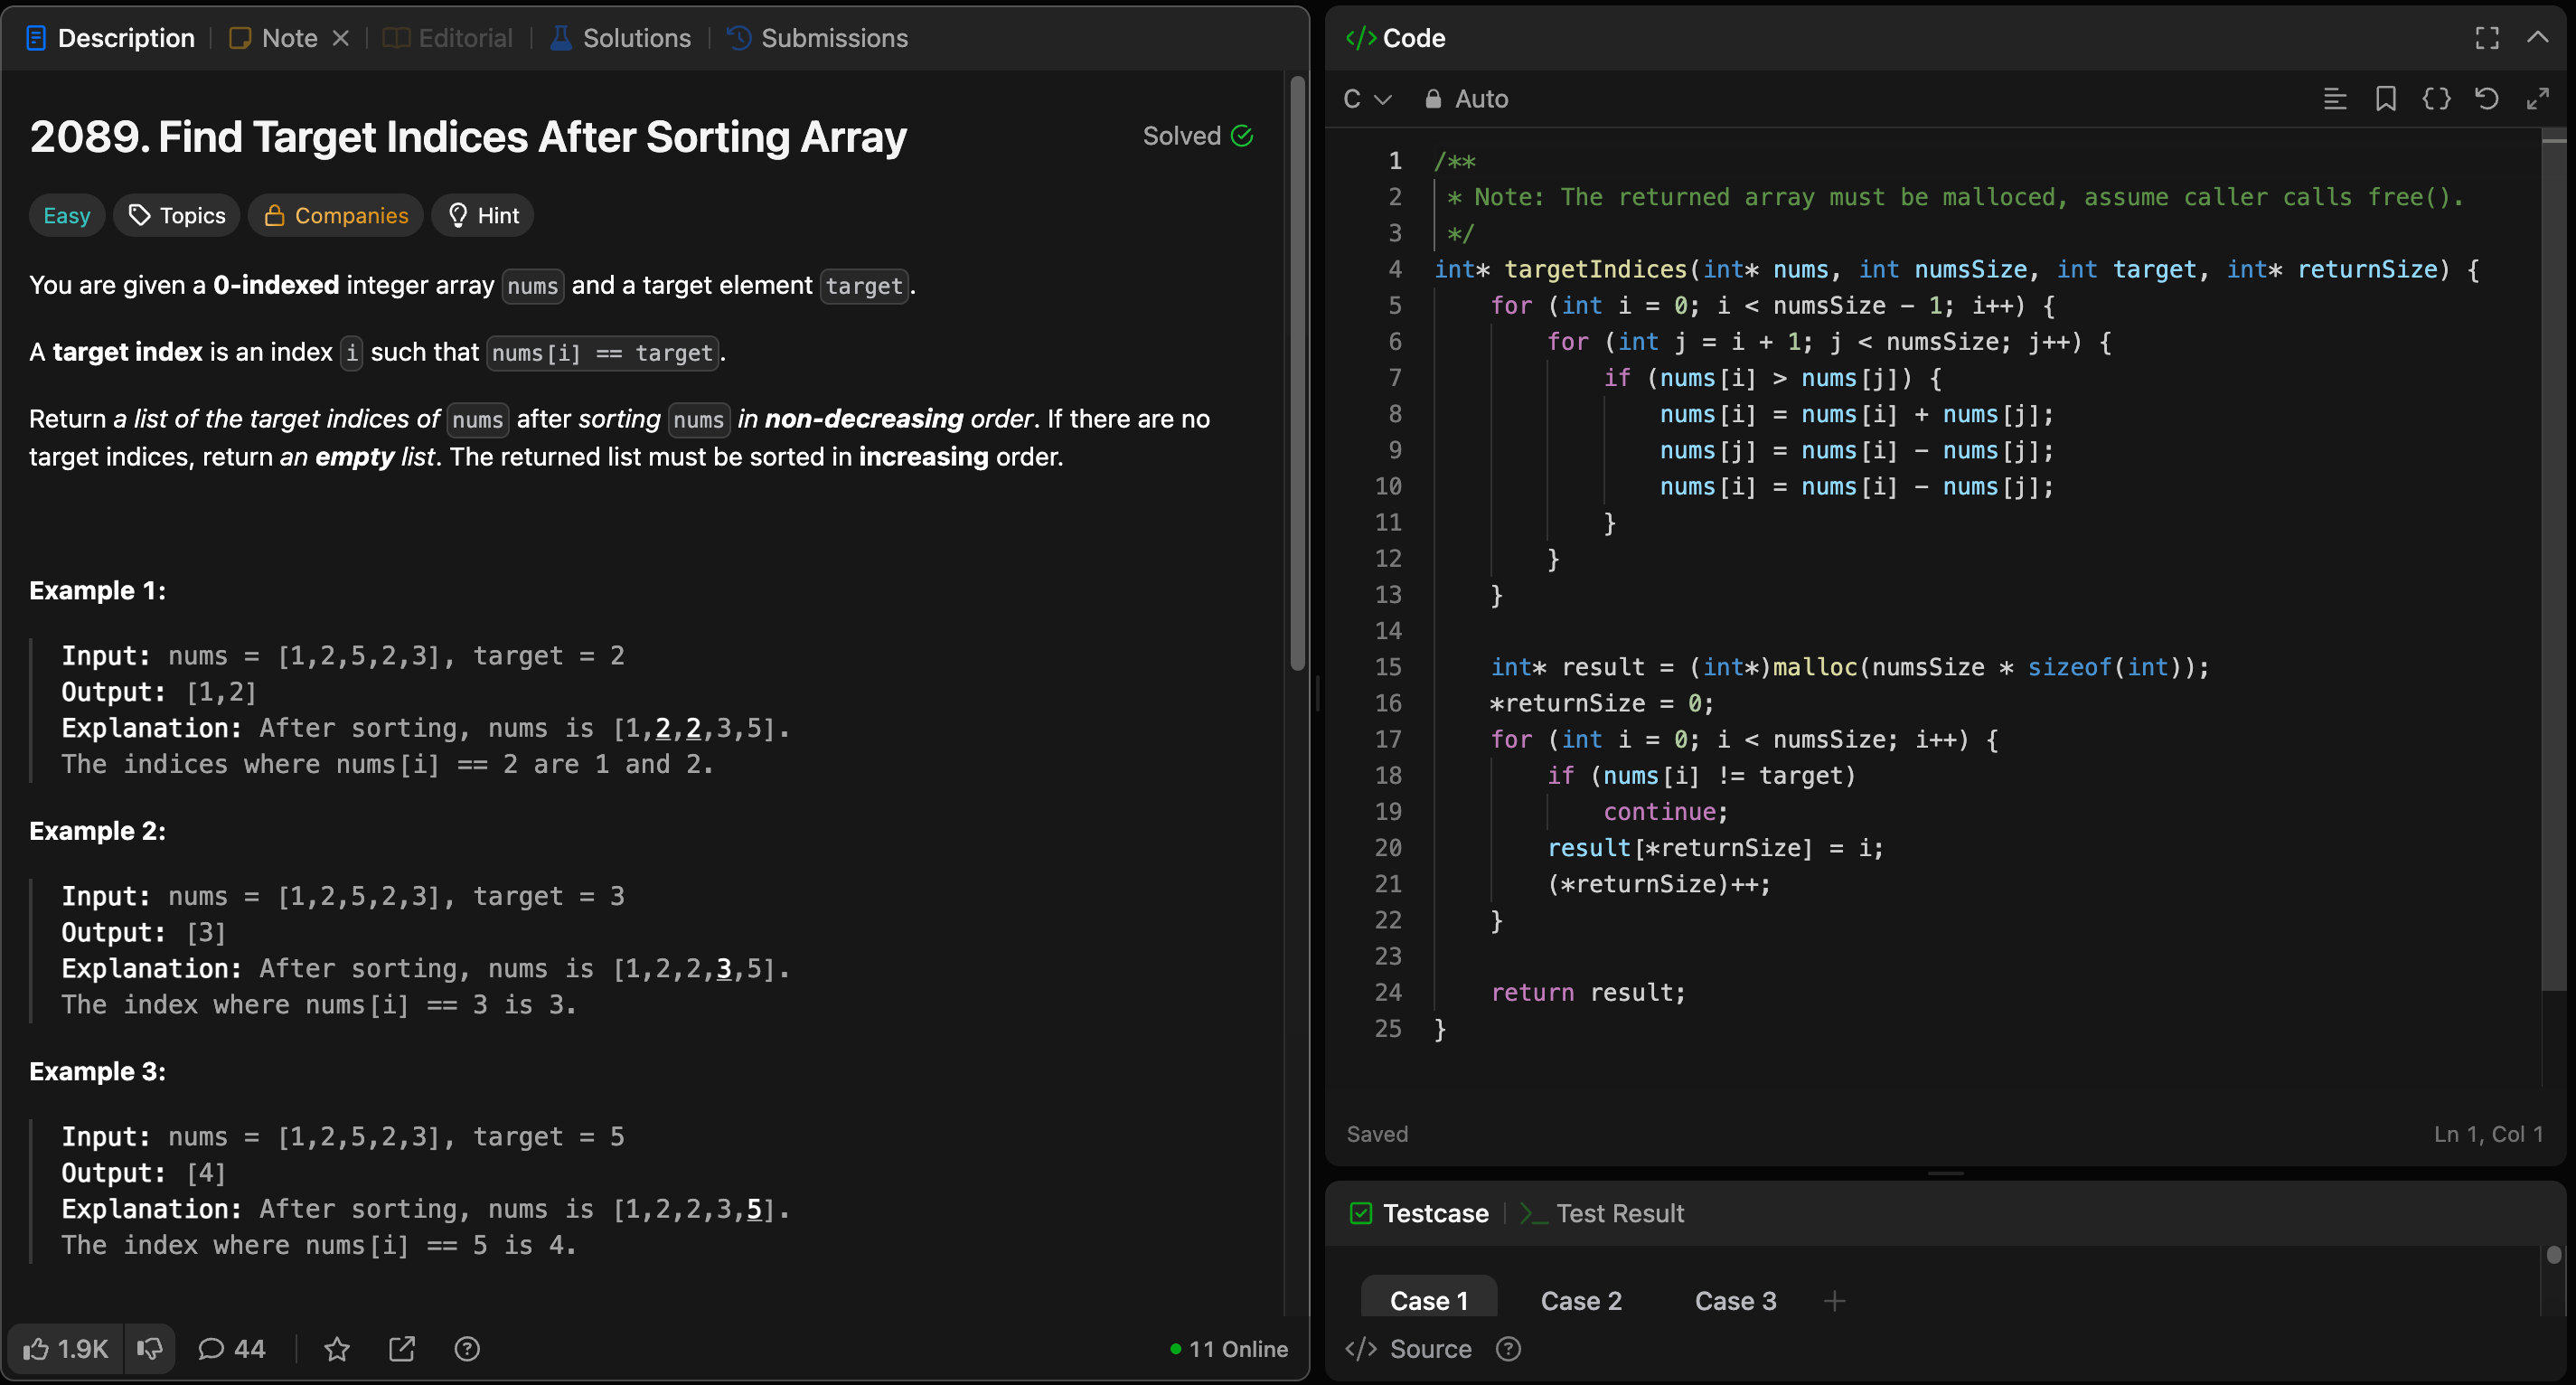 Description
Note
Editorial
Solutions
Submissions
2089. Find Target Indices After Sorting Array
Solved
Easy
Topics
Companies
Hint
You are given a 0-indexed integer array nums and a target element target.
A target index is an index i such that nums[i] == target.
Return a list of the target indices of nums after sorting nums in non-decreasing order. If there are no
target indices, return an empty list. The returned list must be sorted in increasing order.
Example 1:
Input: nums = [1,2,5,2,3], target = 2
Output: [1,2]
Explanation: After sorting, nums is [1,2,2,3,5].
The indices where nums[i] == 2 are 1 and 2.
Example 2:
Input: nums = [1,2,5,2,3], target = 3
Output: [3]
Explanation: After sorting, nums is [1,2,2,3,5].
The index where nums[i] == 3 is 3.
Example 3:
Input: nums = [1,2,5,2,3], target = 5
Output: [4]
Explanation: After sorting, nums is [1,2,2,3,5].
The index where nums[i] == 5 is 4.
1.9K
44
11 Online
</> Code
C
Auto
1 /**
2  * Note: The returned array must be malloced, assume caller calls free().
3  */
4 int* targetIndices(int* nums, int numsSize, int target, int* returnSize) {
5     for (int i = 0; i < numsSize - 1; i++) {
6         for (int j = i + 1; j < numsSize; j++) {
7             if (nums[i] > nums[j]) {
8                 nums[i] = nums[i] + nums[j];
9                 nums[j] = nums[i] - nums[j];
10                 nums[i] = nums[i] - nums[j];
11             }
12         }
13     }
14
15     int* result = (int*)malloc(numsSize * sizeof(int));
16     *returnSize = 0;
17     for (int i = 0; i < numsSize; i++) {
18         if (nums[i] != target)
19             continue;
20         result[*returnSize] = i;
21         (*returnSize)++;
22     }
23
24     return result;
25 }
Saved
Ln 1, Col 1
Testcase
>_ Test Result
Case 1
Case 2
Case 3
+
</> Source